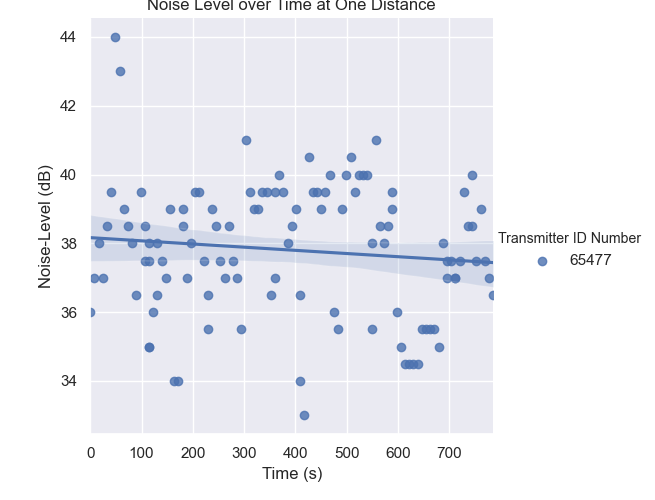 Noise Level over Time at One Distance
44
42
40
38
36
34
Noise-Level (dB)
0 100 200 300 400 500 600 700
Time (s)
Transmitter ID Number
65477